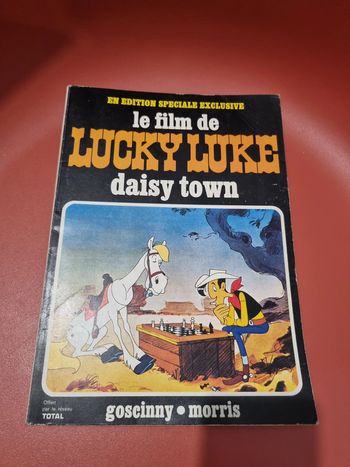 EN EDITION SPECIALE EXCLUSIVE
le film de
LUCKY LUKE
daisy town
Offert
par le réseau
TOTAL
goscinny • morris